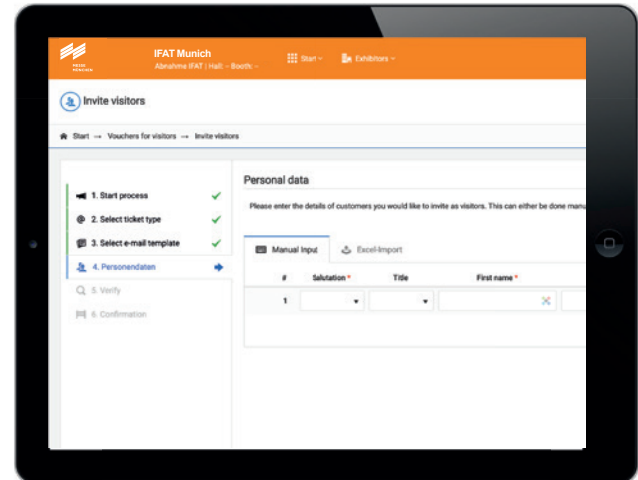 IFAT Munich
Abnahme IFAT | Hall: – Booth: –
Start
Exhibitors
MESSE
MÜNCHEN
Invite visitors
Start → Vouchers for visitors → Invite visitors
1. Start process
2. Select ticket type
3. Select e-mail template
4. Personendaten
5. Verify
6. Confirmation
Personal data
Please enter the details of customers you would like to invite as visitors. This can either be done manu
Manual Input
Excel-Import
# Salutation * Title First name *
1